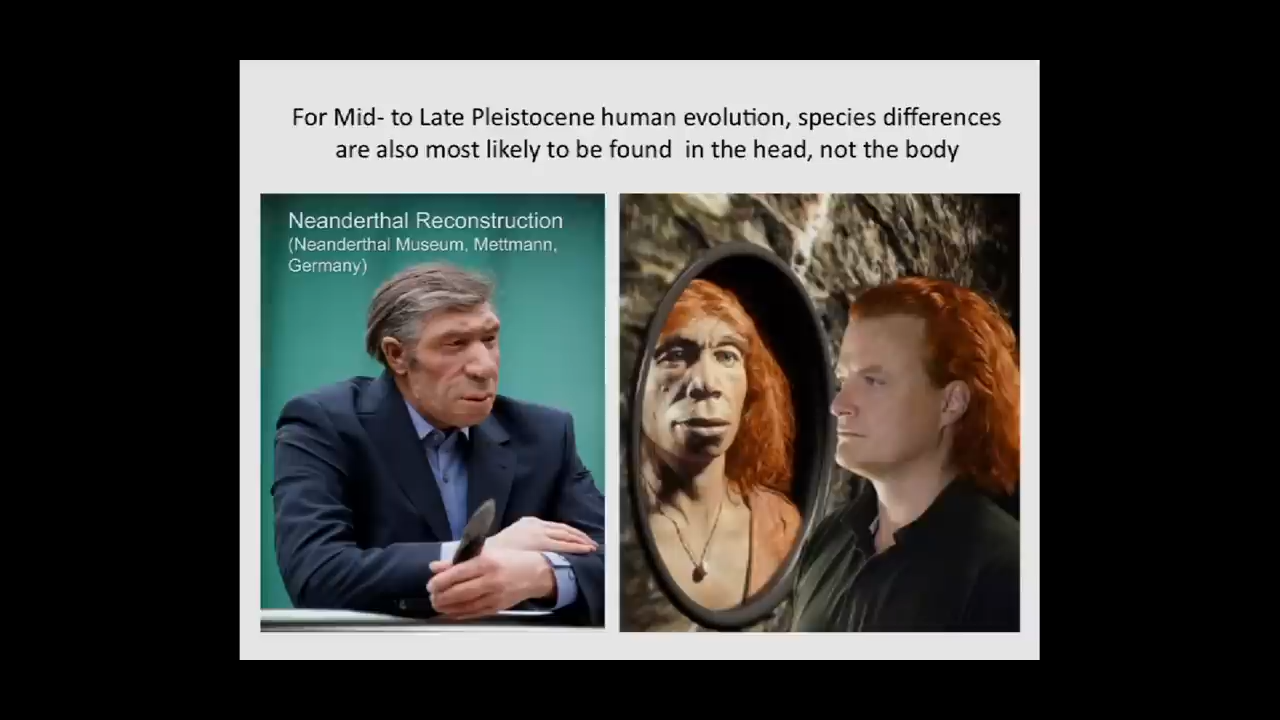 For Mid- to Late Pleistocene human evolution, species differences
are also most likely to be found in the head, not the body
Neanderthal Reconstruction
(Neanderthal Museum, Mettmann,
Germany)